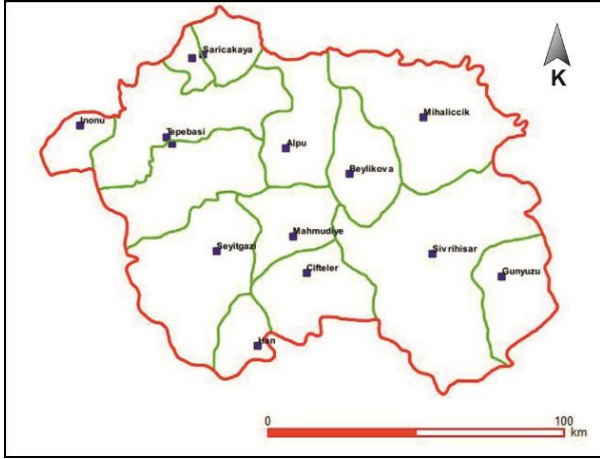 Saricakaya
K
Mihaliccik
Inonu
Tepebasi
Alpu
Beylikova
Mahmudiye
Seyitgazi
Sivrihisar
Cifteler
Gunyuzu
Han
0 100
km